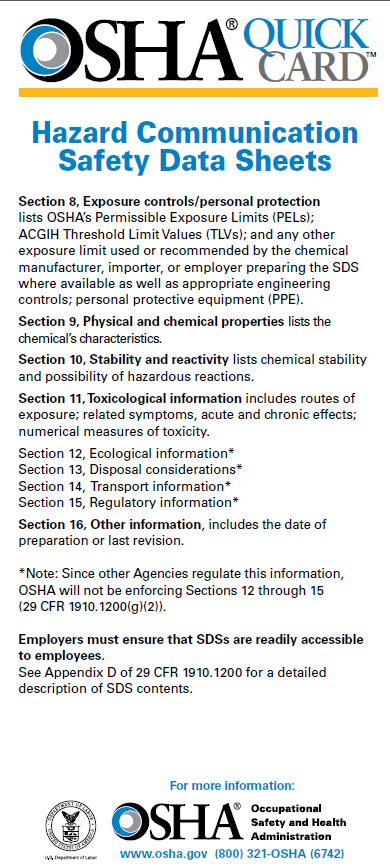 OSHA® QUICK
CARD™
Hazard Communication
Safety Data Sheets
Section 8, Exposure controls/personal protection
lists OSHA's Permissible Exposure Limits (PELs);
ACGIH Threshold Limit Values (TLVs); and any other
exposure limit used or recommended by the chemical
manufacturer, importer, or employer preparing the SDS
where available as well as appropriate engineering
controls; personal protective equipment (PPE).
Section 9, Physical and chemical properties lists the
chemical's characteristics.
Section 10, Stability and reactivity lists chemical stability
and possibility of hazardous reactions.
Section 11, Toxicological information includes routes of
exposure; related symptoms, acute and chronic effects;
numerical measures of toxicity.
Section 12, Ecological information*
Section 13, Disposal considerations*
Section 14, Transport information*
Section 15, Regulatory information*
Section 16, Other information, includes the date of
preparation or last revision.
*Note: Since other Agencies regulate this information,
OSHA will not be enforcing Sections 12 through 15
(29 CFR 1910.1200(g)(2)).
Employers must ensure that SDSs are readily accessible
to employees.
See Appendix D of 29 CFR 1910.1200 for a detailed
description of SDS contents.
For more information:
OSHA®
Occupational
Safety and Health
Administration
U.S. Department of Labor
www.osha.gov (800) 321-OSHA (6742)